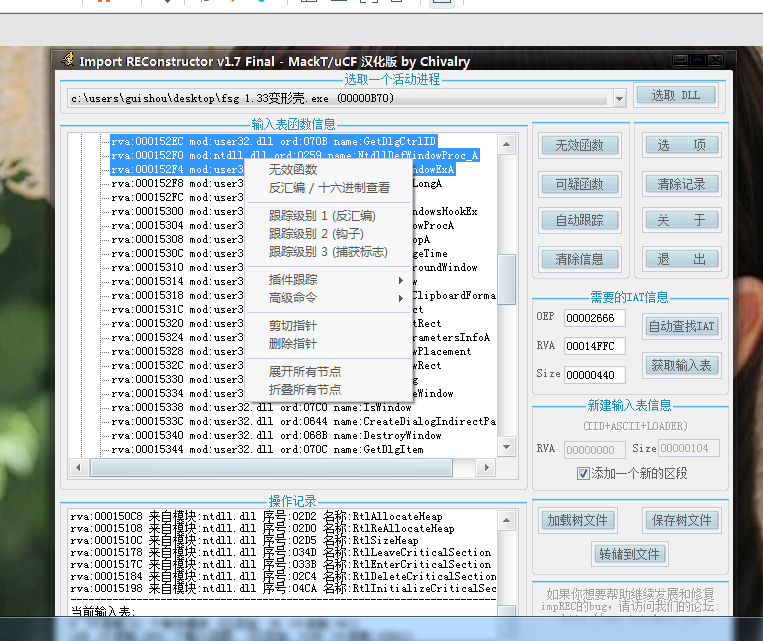 Import REConstructor v1.7 Final - MackT/uCF 汉化版 by Chivalry
选取一个活动进程
c:\users\guishou\desktop\fsg 1.33变形壳.exe (00000B70)
选取 DLL
输入表函数信息
rva:000152EC mod:user32.dll ord:070B name:GetDlgCtrlID
rva:000152F0 mod:ntdll.dll ord:0259 name:NtdllDefWindowProc_A
rva:000152F4 mod:user3
ndowExA
rva:000152F8 mod:user3
LongA
rva:000152FC mod:user3
rva:00015300 mod:user3
ndowsHookEx
rva:00015304 mod:user3
owProcA
rva:00015308 mod:user3
opA
rva:0001530C mod:user3
geTime
rva:00015310 mod:user3
roundWindow
rva:00015314 mod:user3
rva:00015318 mod:user3
ClipboardForma
rva:0001531C mod:user3
ct
rva:00015320 mod:user3
tRect
rva:00015324 mod:user3
rametersInfoA
rva:00015328 mod:user3
owPlacement
rva:0001532C mod:user3
Rect
rva:00015330 mod:user3
g
rva:00015334 mod:user3
eWindow
rva:00015338 mod:user32.dll ord:07C0 name:IsWindow
rva:0001533C mod:user32.dll ord:0644 name:CreateDialogIndirectPa
rva:00015340 mod:user32.dll ord:068B name:DestroyWindow
rva:00015344 mod:user32.dll ord:070C name:GetDlgItem
无效函数
反汇编 / 十六进制查看
跟踪级别 1 (反汇编)
跟踪级别 2 (钩子)
跟踪级别 3 (捕获标志)
插件跟踪
高级命令
剪切指针
删除指针
展开所有节点
折叠所有节点
无效函数
可疑函数
自动跟踪
清除信息
选 项
清除记录
关 于
退 出
需要的IAT信息
OEP 00002666
自动查找IAT
RVA 00014FFC
Size 00000440
获取输入表
新建输入表信息
(IID+ASCII+LOADER)
RVA 00000000 Size 00000104
添加一个新的区段
加载树文件
保存树文件
转储到文件
如果你想要帮助继续发展和修复
impREC的bug, 请访问我们的论坛:
操作记录
rva:000150C8 来自模块:ntdll.dll 序号:02D2 名称:RtlAllocateHeap
rva:00015108 来自模块:ntdll.dll 序号:02D0 名称:RtlReAllocateHeap
rva:0001510C 来自模块:ntdll.dll 序号:02D5 名称:RtlSizeHeap
rva:00015178 来自模块:ntdll.dll 序号:034D 名称:RtlLeaveCriticalSection
rva:0001517C 来自模块:ntdll.dll 序号:033B 名称:RtlEnterCriticalSection
rva:00015184 来自模块:ntdll.dll 序号:02C4 名称:RtlDeleteCriticalSection
rva:00015198 来自模块:ntdll.dll 序号:04CA 名称:RtlInitializeCriticalSec
当前输入表: